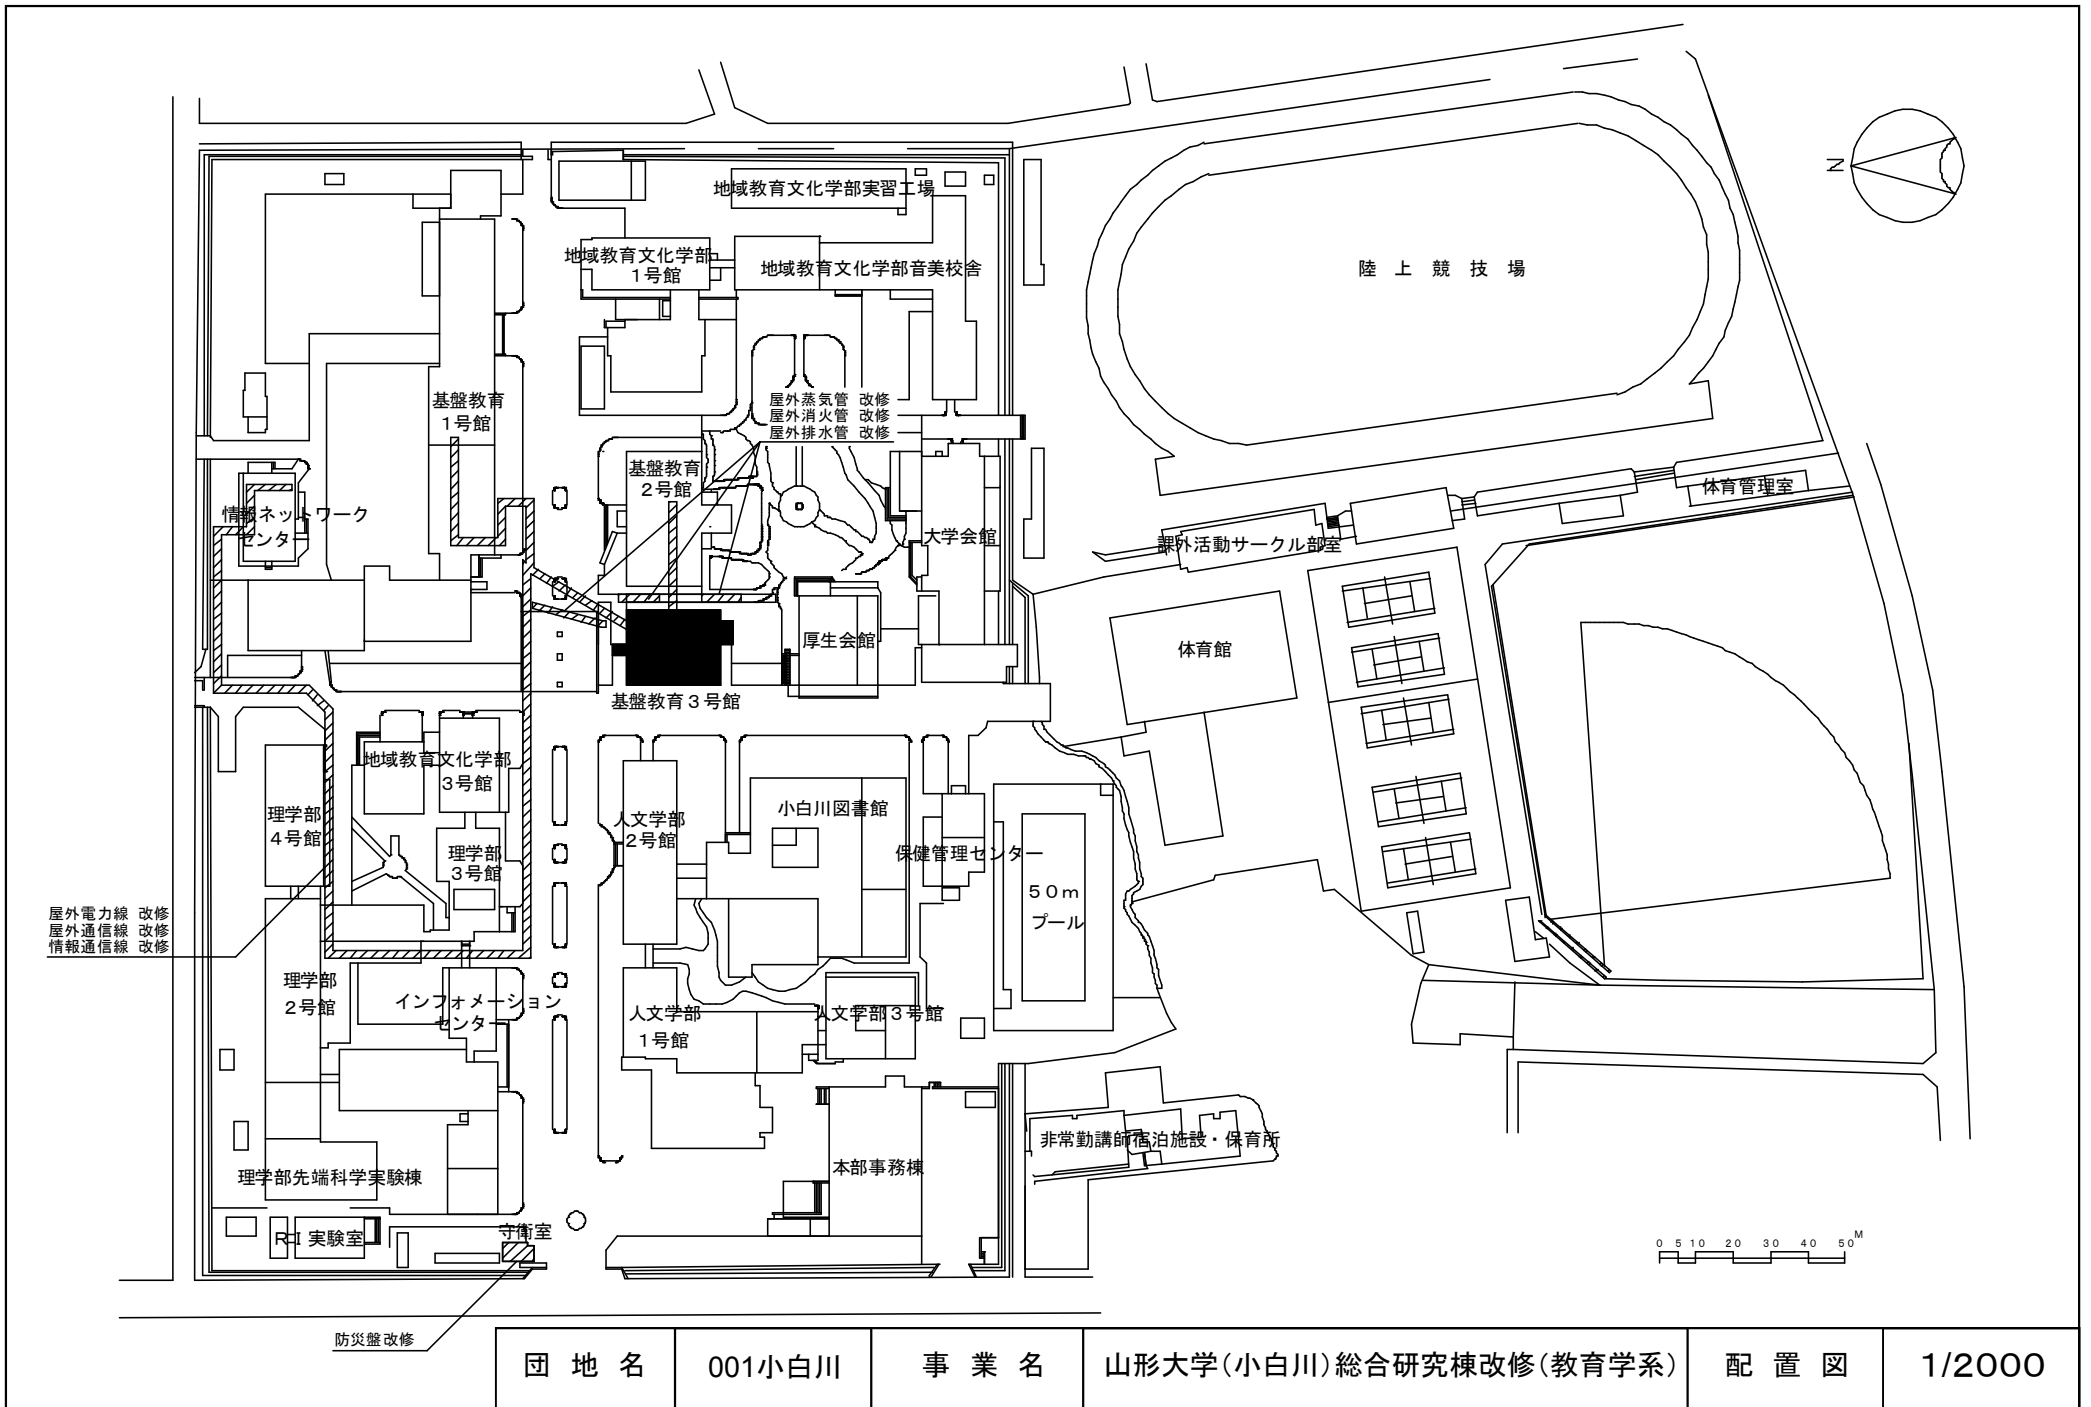 地域教育文化学部実習工場
N
地域教育文化学部
1号館
地域教育文化学部音美校舎
陸上競技場
基盤教育
1号館
屋外蒸気管 改修
屋外消火管 改修
屋外排水管 改修
基盤教育
2号館
体育管理室
情報ネットワーク
センター
大学会館
課外活動サークル部室
厚生会館
体育館
基盤教育3号館
地域教育文化学部
3号館
理学部
4号館
人文学部
2号館
小白川図書館
理学部
3号館
保健管理センター
50m
プール
屋外電力線 改修
屋外通信線 改修
情報通信線 改修
理学部
2号館
インフォメーション
センター
人文学部
1号館
人文学部3号館
非常勤講師宿泊施設・保育所
本部事務棟
理学部先端科学実験棟
RI実験室
守衛室
0 5 10 20 30 40 50M
防災盤改修
団地名 001小白川 事業名 山形大学(小白川)総合研究棟改修(教育学系) 配置図 1/2000